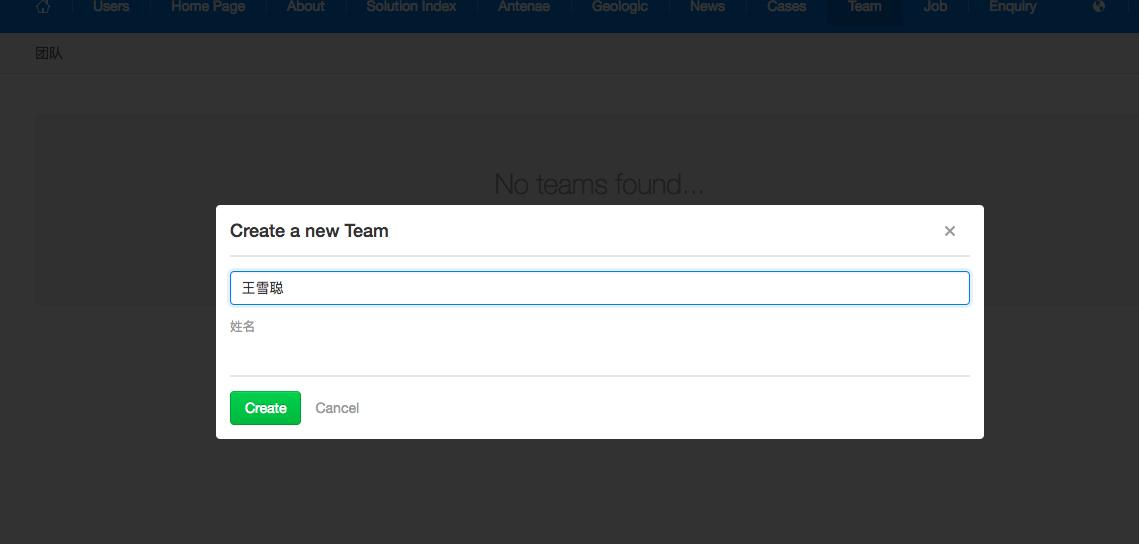 Users Home Page About Solution Index Antenae Geologic News Cases Team Job Enquiry
团队
No teams found...
Create a new Team ×
王雪聪
姓名
Create Cancel